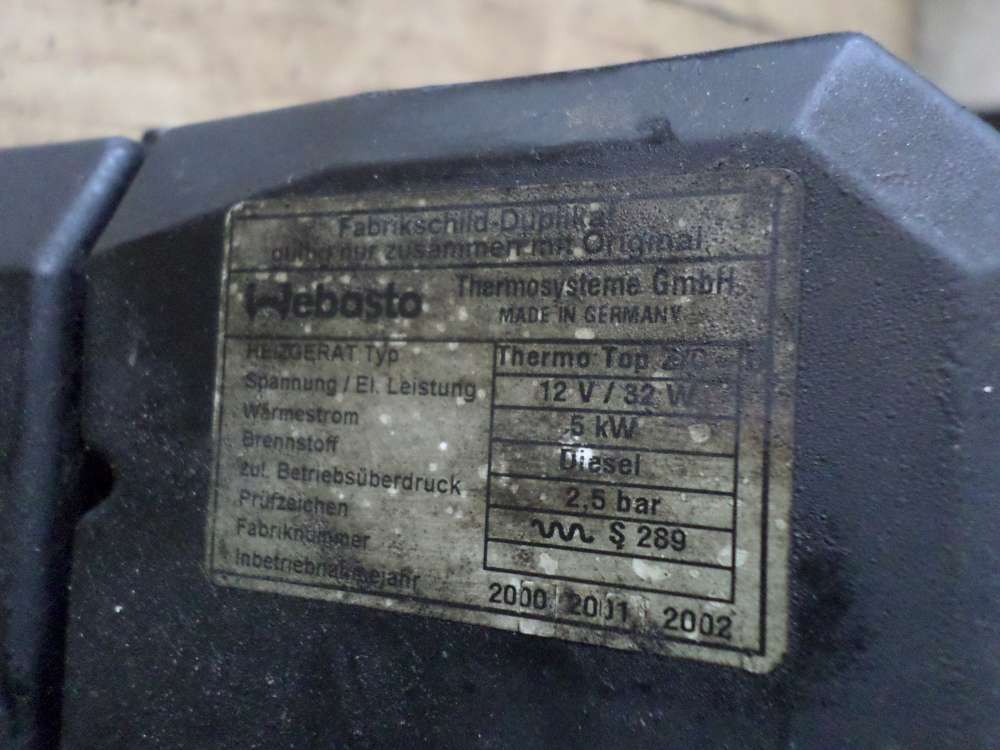 Fabrikschild-Duplikat
gültig nur zusammen mit Original
Webasto Thermosysteme GmbH
MADE IN GERMANY
HEIZGERÄT Typ Thermo Top
Spannung / El. Leistung 12 V / 32 W
Wärmestrom 5 kW
Brennstoff Diesel
zul. Betriebsüberdruck 2,5 bar
Prüfzeichen S 289
Fabriknummer
Inbetriebnahmejahr 2000 2001 2002